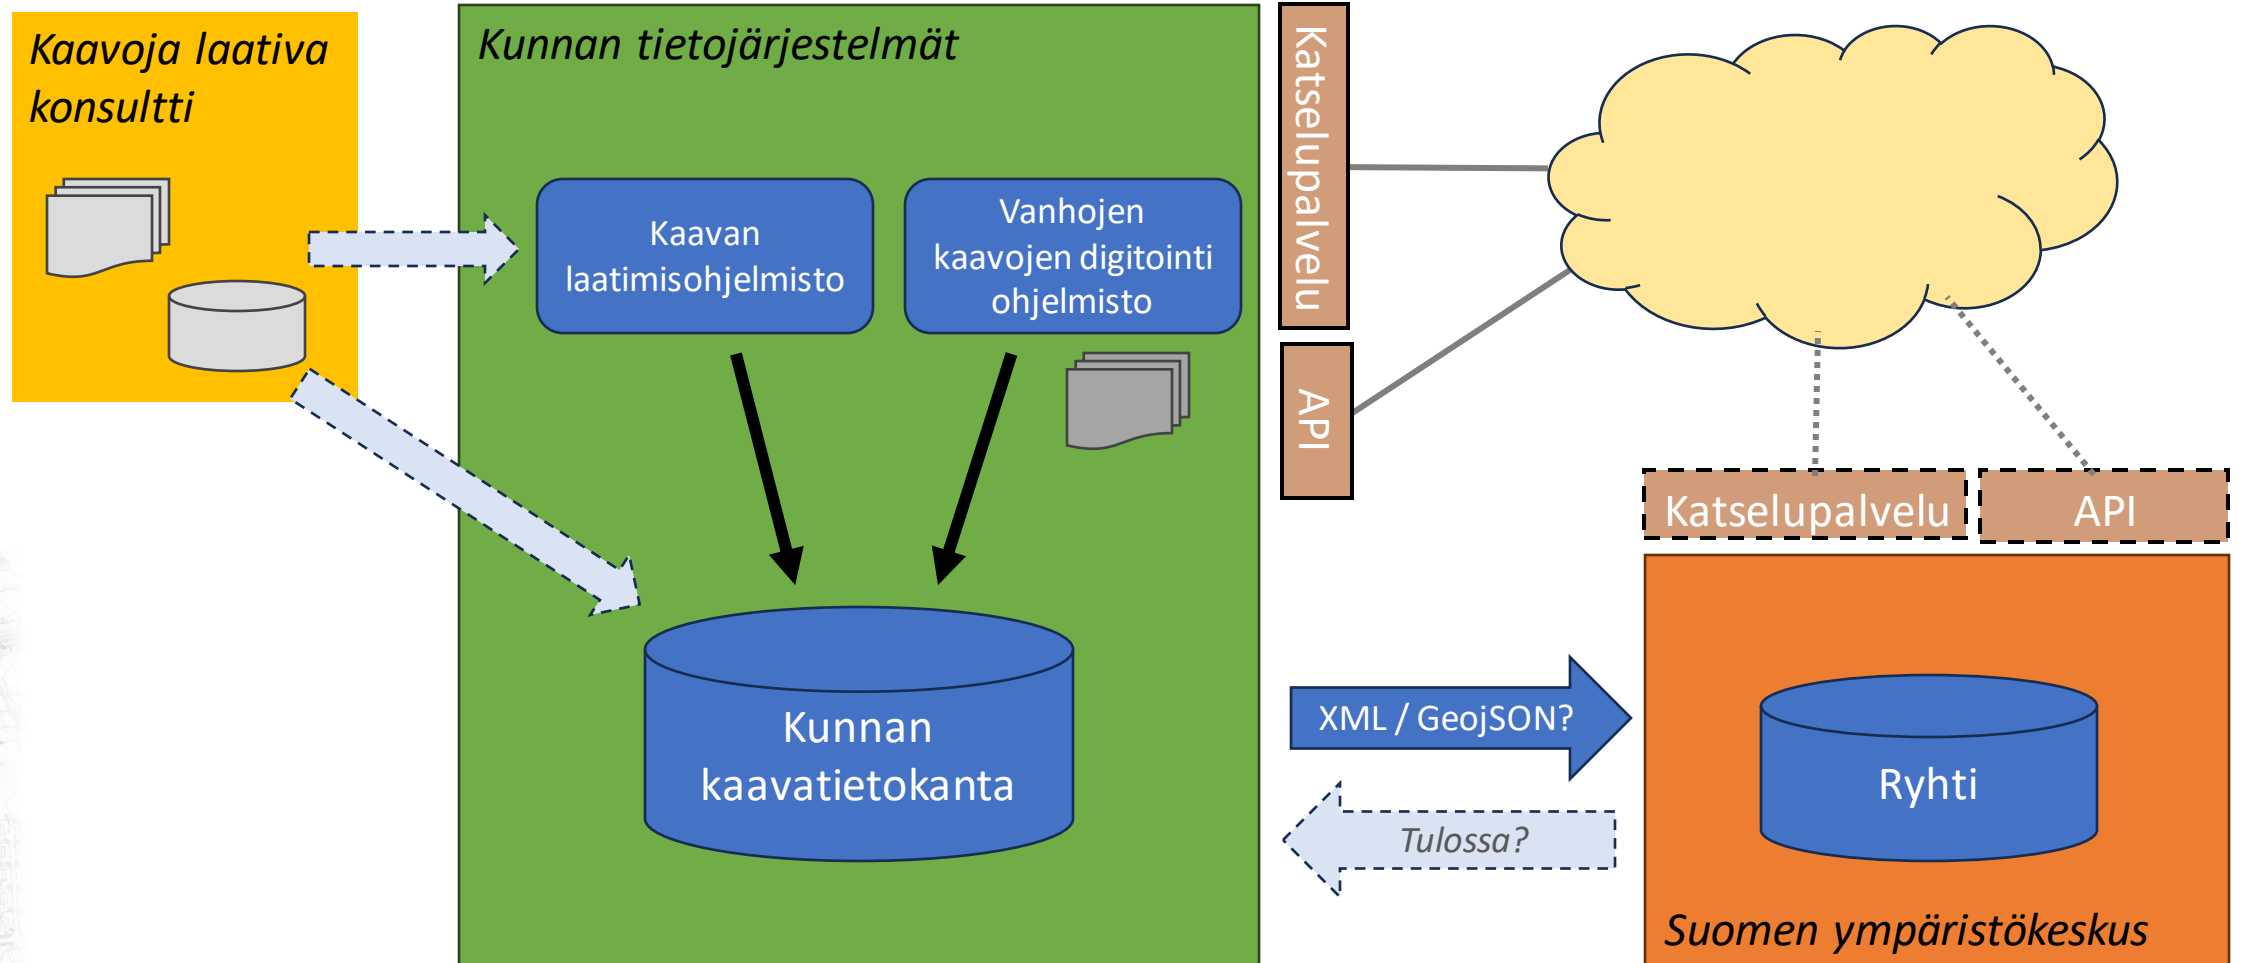 Kaavoja laativa
konsultti
Kunnan tietojärjestelmät
Kaavan
laatimisohjelmisto
Vanhojen
kaavojen digitointi
ohjelmisto
Kunnan
kaavatietokanta
Katselupalvelu
API
Katselupalvelu
API
XML / GeojSON?
Tulossa?
Ryhti
Suomen ympäristökeskus